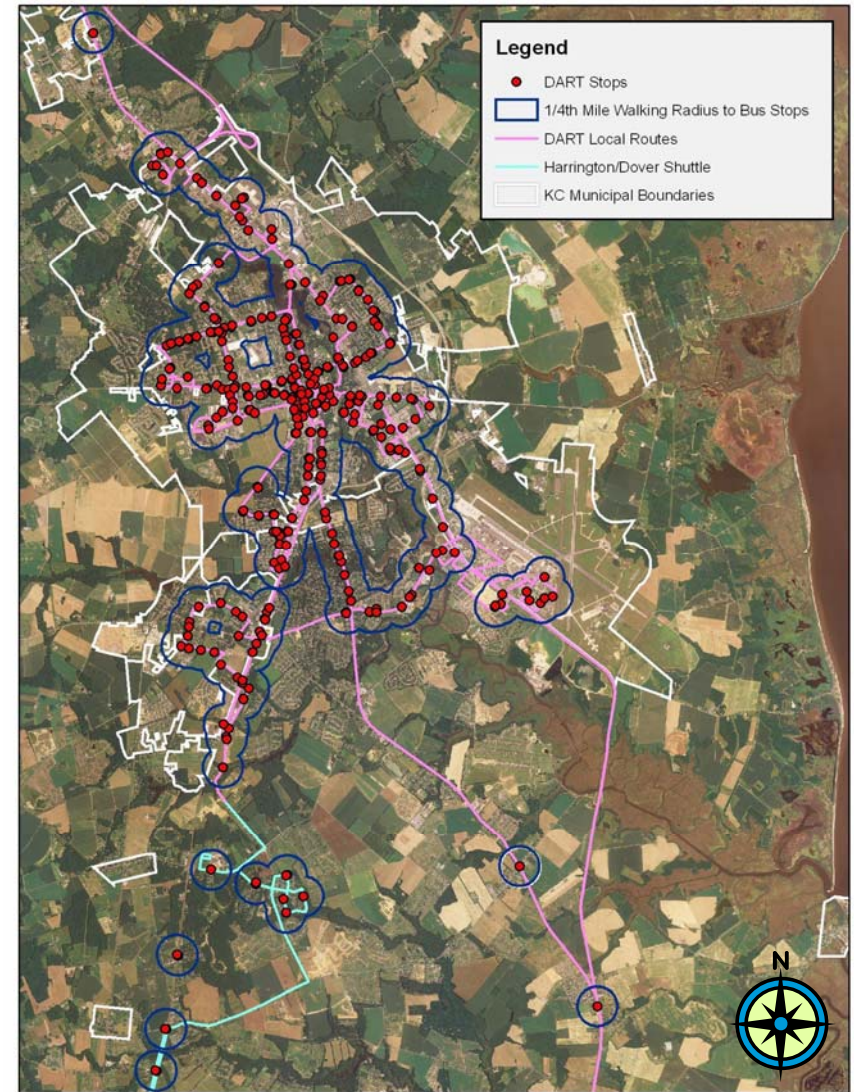 Legend
DART Stops
1/4th Mile Walking Radius to Bus Stops
DART Local Routes
Harrington/Dover Shuttle
KC Municipal Boundaries
N